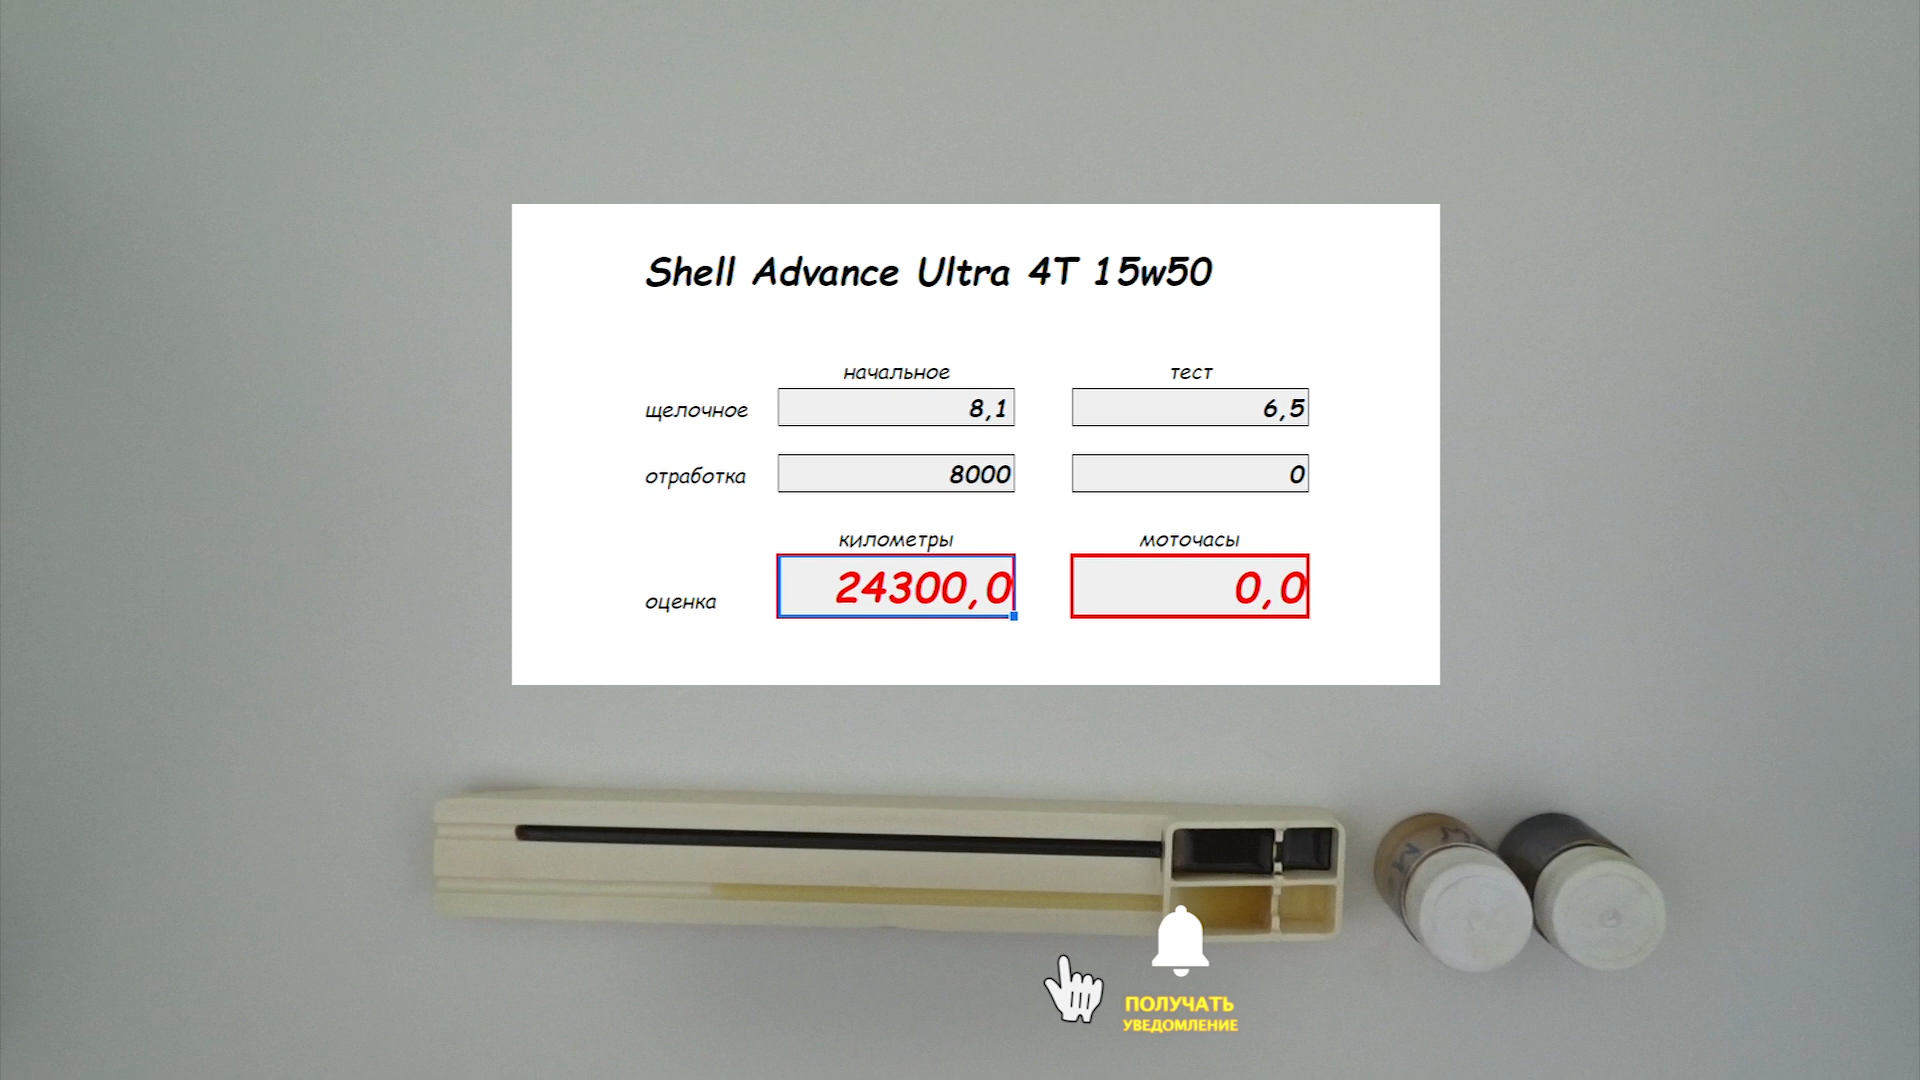 Shell Advance Ultra 4T 15w50
начальное тест
щелочное 8,1 6,5
отработка 8000 0
километры моточасы
оценка 24300,0 0,0
ПОЛУЧАТЬ
УВЕДОМЛЕНИЕ